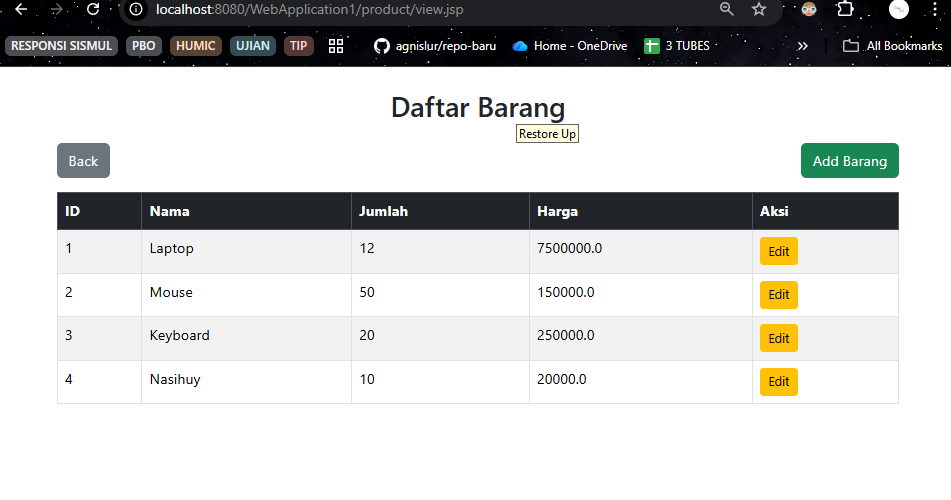 localhost:8080/WebApplication1/product/view.jsp
RESPONSI SISMUL PBO HUMIC UJIAN TIP agnislur/repo-baru Home - OneDrive 3 TUBES » All Bookmarks
Daftar Barang
Restore Up
Back Add Barang
ID Nama Jumlah Harga Aksi
1 Laptop 12 7500000.0 Edit
2 Mouse 50 150000.0 Edit
3 Keyboard 20 250000.0 Edit
4 Nasihuy 10 20000.0 Edit